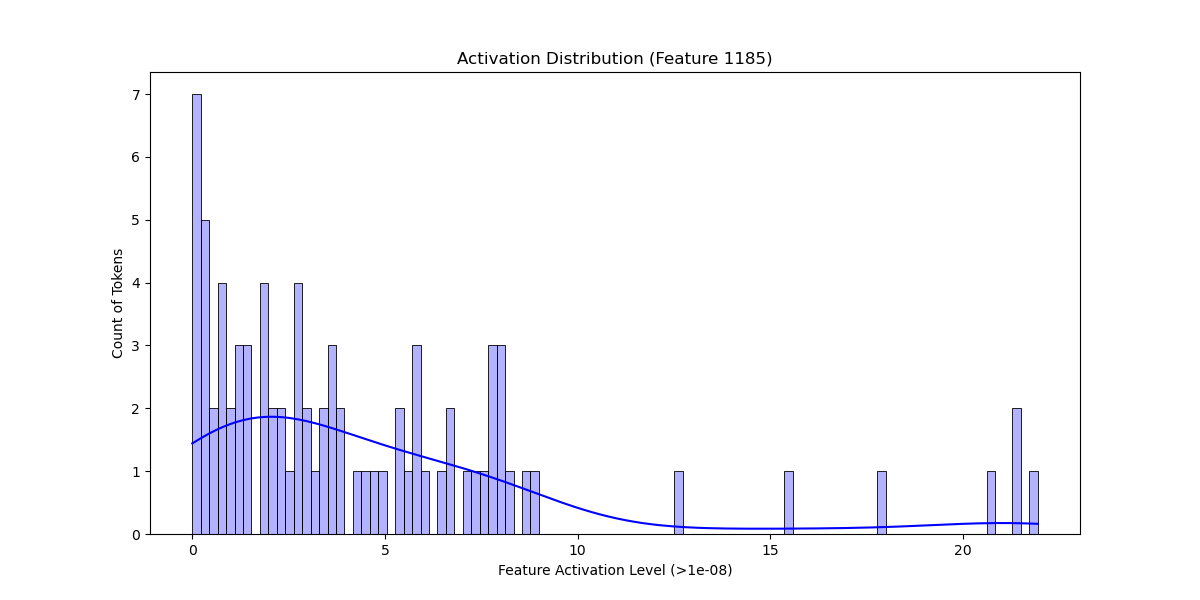 Activation Distribution (Feature 1185)
7
6
5
4
3
2
1
0
Count of Tokens
0 5 10 15 20
Feature Activation Level (>1e-08)